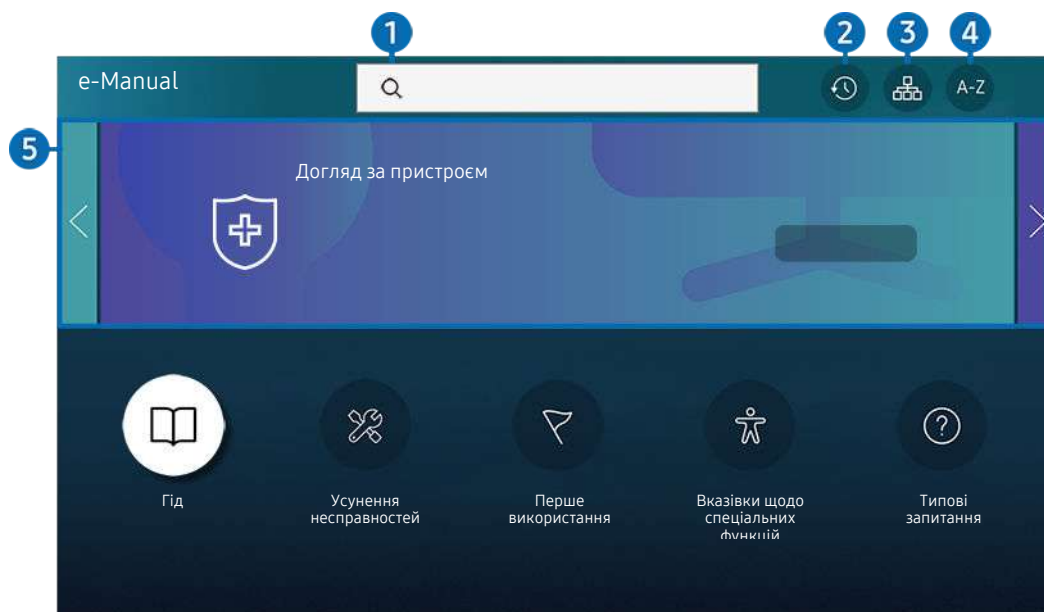 1
2
3
4
e-Manual
A-Z
5
Догляд за пристроєм
Гід
Усунення
несправностей
Перше
використання
Вказівки щодо
спеціальних
функцій
Типові
запитання
?